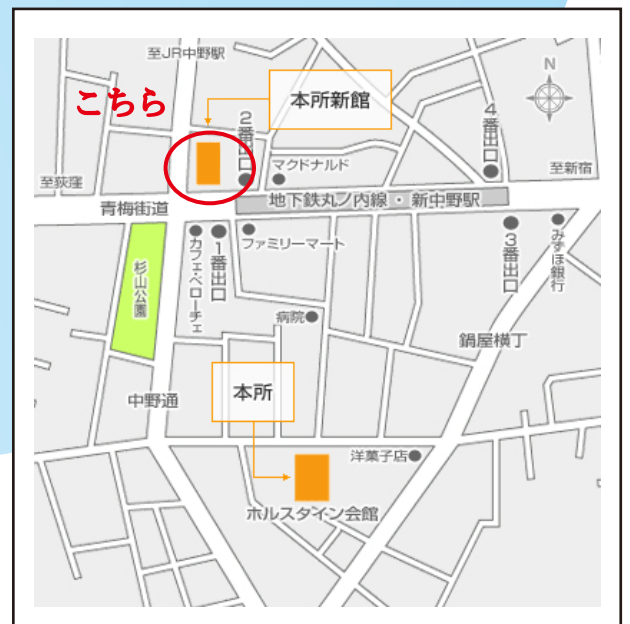 至JR中野駅
こちら
本所新館
N
2番出口
4番出口
マクドナルド
至新宿
至荻窪
地下鉄丸ノ内線・新中野駅
青梅街道
カフェ・ベローチェ
1番出口
ファミリーマート
3番出口
みずほ銀行
杉山公園
病院
鍋屋横丁
本所
中野通
洋菓子店
ホルスタイン会館